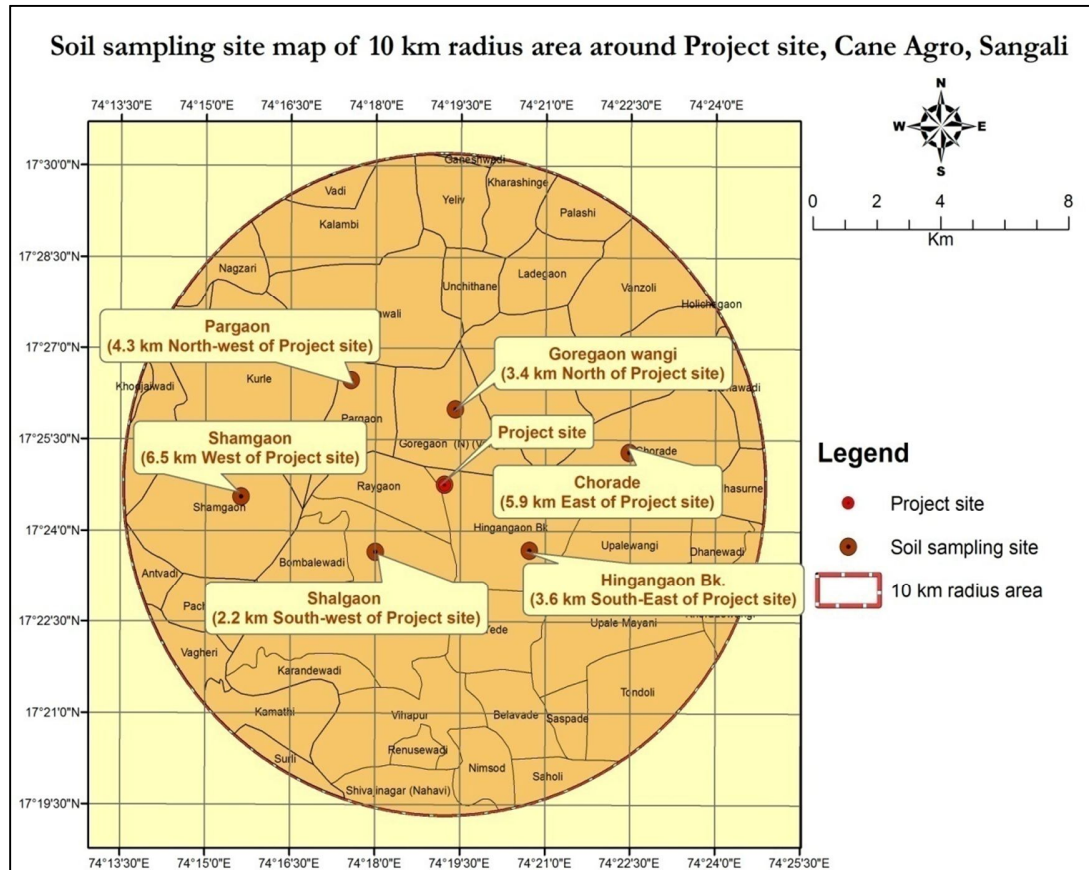 Soil sampling site map of 10 km radius area around Project site, Cane Agro, Sangali
74°13'30"E 74°15'0"E 74°16'30"E 74°18'0"E 74°19'30"E 74°21'0"E 74°22'30"E 74°24'0"E
N
W E
S
0 2 4 8
Km
17°30'0"N
17°28'30"N
17°27'0"N
17°25'30"N
17°24'0"N
17°22'30"N
17°21'0"N
17°19'30"N
Ganeshwadi
Kharashinge
Vadi
Yeliv
Palashi
Kalambi
Nagzari
Ladegaon
Unchithane
Vanzoli
Pargaon
(4.3 km North-west of Project site)
Goregaon wangi
(3.4 km North of Project site)
Kurle
Pargaon
Shamgaon
(6.5 km West of Project site)
Project site
Goregaon (N) (V
Chorade
Chorade
(5.9 km East of Project site)
Raygaon
Shamgaon
hasurne
Hingangaon Bk
Upalewangi
Dhanewadi
Bombalewadi
Antvadi
Hingangaon Bk.
(3.6 km South-East of Project site)
Shalgaon
(2.2 km South-west of Project site)
Pach
Upale Mayani
Vagheri
Karandewadi
Tondoli
Kamathi
Vihapur
Belavade
Saspade
Renusewadi
Surli
Nimsod
Saholi
Shivajinagar (Nahavi)
Legend
Project site
Soil sampling site
10 km radius area
74°13'30"E 74°15'0"E 74°16'30"E 74°18'0"E 74°19'30"E 74°21'0"E 74°22'30"E 74°24'0"E 74°25'30"E